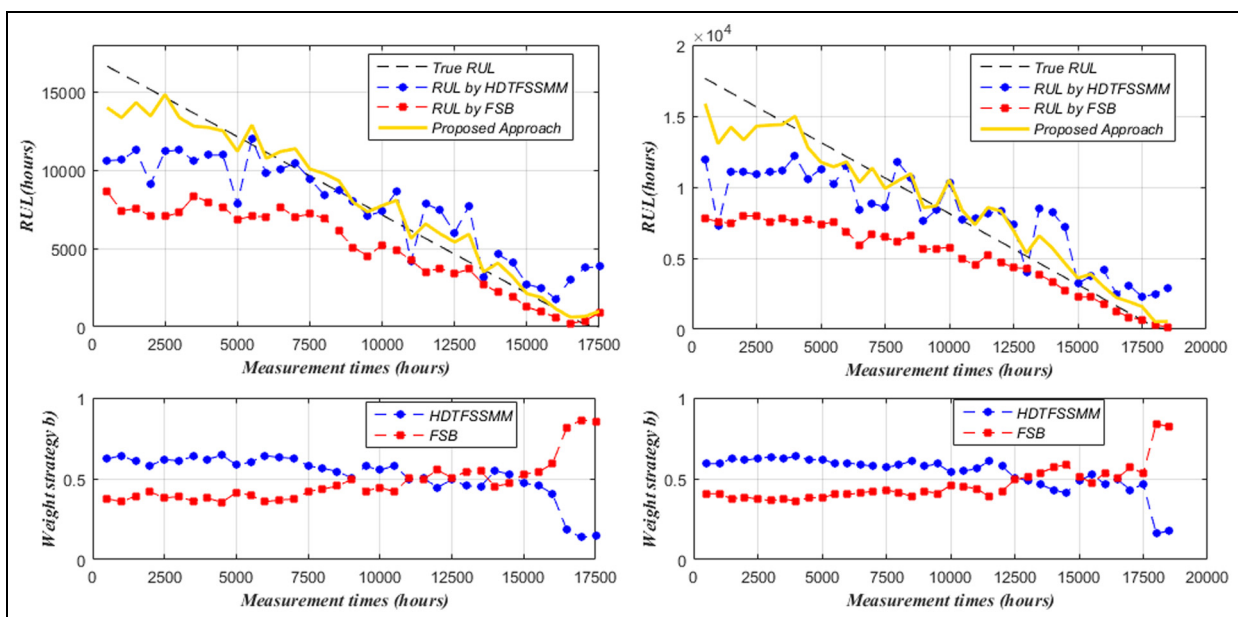 RUL(hours)
15000
10000
5000
0
True RUL
RUL by HDTFSSMM
RUL by FSB
Proposed Approach
0 2500 5000 7500 10000 12500 15000 17500
Measurement times (hours)
×10⁴
RUL(hours)
2
1.5
1
0.5
0
True RUL
RUL by HDTFSSMM
RUL by FSB
Proposed Approach
0 2500 5000 7500 10000 12500 15000 17500 20000
Measurement times (hours)
Weight strategy b)
1
0.5
0
HDTFSSMM
FSB
0 2500 5000 7500 10000 12500 15000 17500
Measurement times (hours)
Weight strategy b)
1
0.5
0
HDTFSSMM
FSB
0 2500 5000 7500 10000 12500 15000 17500 20000
Measurement times (hours)